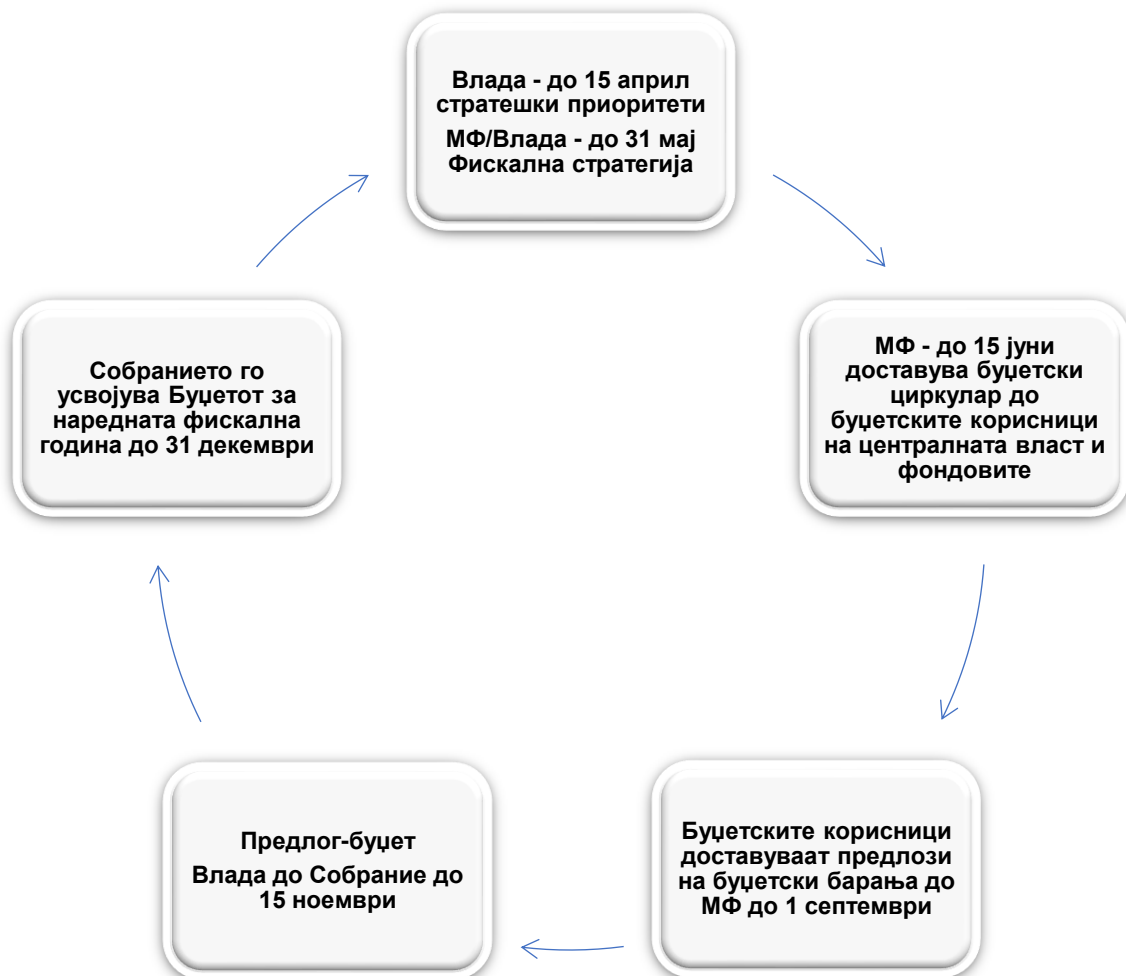 Влада - до 15 април
стратешки приоритети
МФ/Влада - до 31 мај
Фискална стратегија
МФ - до 15 јуни
доставува буџетски
циркулар до
буџетските корисници
на централната власт и
фондовите
Буџетските корисници
доставуваат предлози
на буџетски барања до
МФ до 1 септември
Предлог-буџет
Влада до Собрание до
15 ноември
Собранието го
усвојува Буџетот за
наредната фискална
година до 31 декември